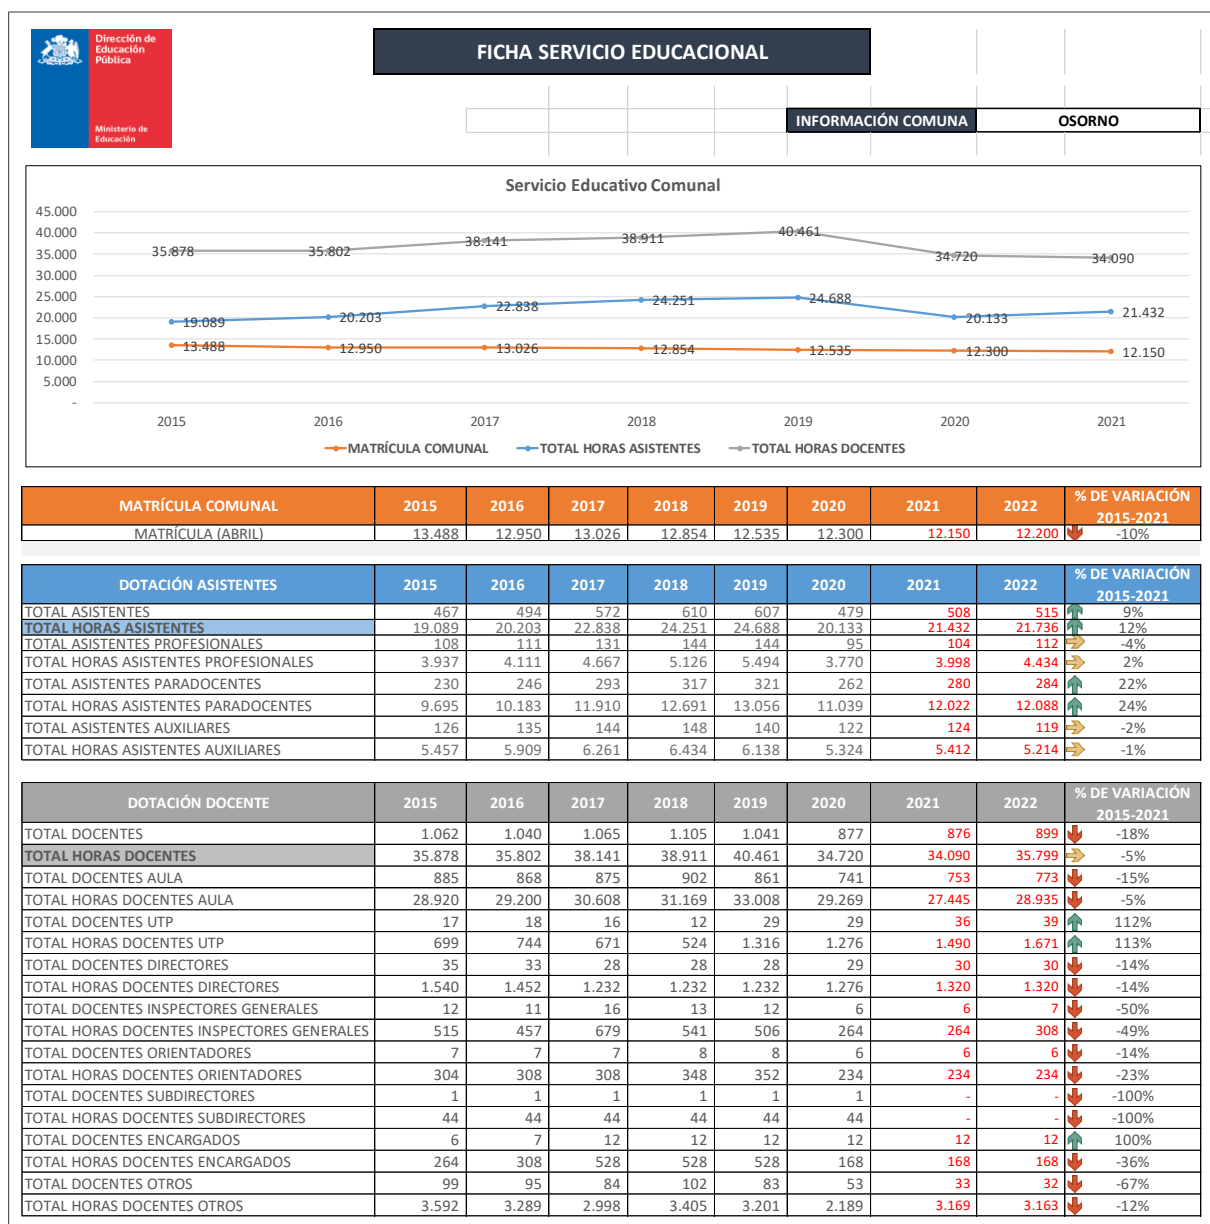 Dirección de
Educación
Pública
Ministerio de
Educación
FICHA SERVICIO EDUCACIONAL
INFORMACIÓN COMUNA OSORNO
Servicio Educativo Comunal
45.000
40.000
35.000
30.000
25.000
20.000
15.000
10.000
5.000
-
35.878 35.802 38.141 38.911 40.461 34.720 34.090
19.089 20.203 22.838 24.251 24.688 20.133 21.432
13.488 12.950 13.026 12.854 12.535 12.300 12.150
2015 2016 2017 2018 2019 2020 2021
MATRÍCULA COMUNAL TOTAL HORAS ASISTENTES TOTAL HORAS DOCENTES
MATRÍCULA COMUNAL 2015 2016 2017 2018 2019 2020 2021 2022 % DE VARIACIÓN 2015-2021
MATRÍCULA (ABRIL) 13.488 12.950 13.026 12.854 12.535 12.300 12.150 12.200 -10%
DOTACIÓN ASISTENTES 2015 2016 2017 2018 2019 2020 2021 2022 % DE VARIACIÓN 2015-2021
TOTAL ASISTENTES 467 494 572 610 607 479 508 515 9%
TOTAL HORAS ASISTENTES 19.089 20.203 22.838 24.251 24.688 20.133 21.432 21.736 12%
TOTAL ASISTENTES PROFESIONALES 108 111 131 144 144 95 104 112 -4%
TOTAL HORAS ASISTENTES PROFESIONALES 3.937 4.111 4.667 5.126 5.494 3.770 3.998 4.434 2%
TOTAL ASISTENTES PARADOCENTES 230 246 293 317 321 262 280 284 22%
TOTAL HORAS ASISTENTES PARADOCENTES 9.695 10.183 11.910 12.691 13.056 11.039 12.022 12.088 24%
TOTAL ASISTENTES AUXILIARES 126 135 144 148 140 122 124 119 -2%
TOTAL HORAS ASISTENTES AUXILIARES 5.457 5.909 6.261 6.434 6.138 5.324 5.412 5.214 -1%
DOTACIÓN DOCENTE 2015 2016 2017 2018 2019 2020 2021 2022 % DE VARIACIÓN 2015-2021
TOTAL DOCENTES 1.062 1.040 1.065 1.105 1.041 877 876 899 -18%
TOTAL HORAS DOCENTES 35.878 35.802 38.141 38.911 40.461 34.720 34.090 35.799 -5%
TOTAL DOCENTES AULA 885 868 875 902 861 741 753 773 -15%
TOTAL HORAS DOCENTES AULA 28.920 29.200 30.608 31.169 33.008 29.269 27.445 28.935 -5%
TOTAL DOCENTES UTP 17 18 16 12 29 29 36 39 112%
TOTAL HORAS DOCENTES UTP 699 744 671 524 1.316 1.276 1.490 1.671 113%
TOTAL DOCENTES DIRECTORES 35 33 28 28 28 29 30 30 -14%
TOTAL HORAS DOCENTES DIRECTORES 1.540 1.452 1.232 1.232 1.232 1.276 1.320 1.320 -14%
TOTAL DOCENTES INSPECTORES GENERALES 12 11 16 13 12 6 6 7 -50%
TOTAL HORAS DOCENTES INSPECTORES GENERALES 515 457 679 541 506 264 264 308 -49%
TOTAL DOCENTES ORIENTADORES 7 7 7 8 8 6 6 6 -14%
TOTAL HORAS DOCENTES ORIENTADORES 304 308 308 348 352 234 234 234 -23%
TOTAL DOCENTES SUBDIRECTORES 1 1 1 1 1 1 - - -100%
TOTAL HORAS DOCENTES SUBDIRECTORES 44 44 44 44 44 44 - - -100%
TOTAL DOCENTES ENCARGADOS 6 7 12 12 12 12 12 12 100%
TOTAL HORAS DOCENTES ENCARGADOS 264 308 528 528 528 168 168 168 -36%
TOTAL DOCENTES OTROS 99 95 84 102 83 53 33 32 -67%
TOTAL HORAS DOCENTES OTROS 3.592 3.289 2.998 3.405 3.201 2.189 3.169 3.163 -12%